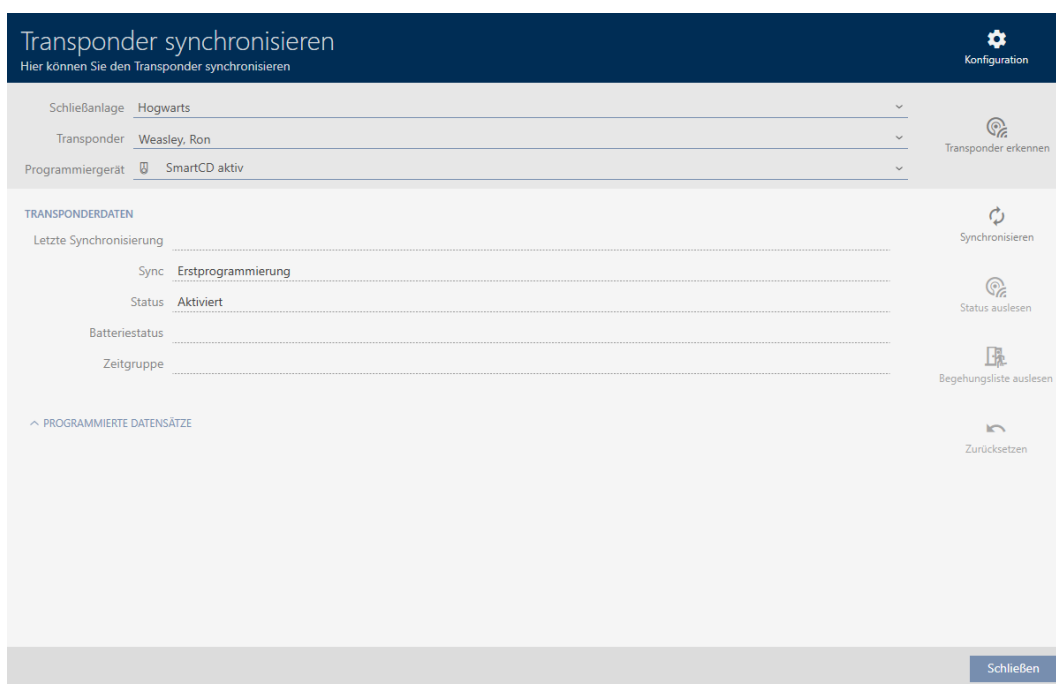 Transponder synchronisieren
Hier können Sie den Transponder synchronisieren
Konfiguration
Schließanlage Hogwarts
Transponder Weasley, Ron
Programmiergerät SmartCD aktiv
Transponder erkennen
TRANSPONDERDATEN
Letzte Synchronisierung
Sync Erstprogrammierung
Status Aktiviert
Batteriestatus
Zeitgruppe
PROGRAMMIERTE DATENSÄTZE
Synchronisieren
Status auslesen
Begehungsliste auslesen
Zurücksetzen
Schließen